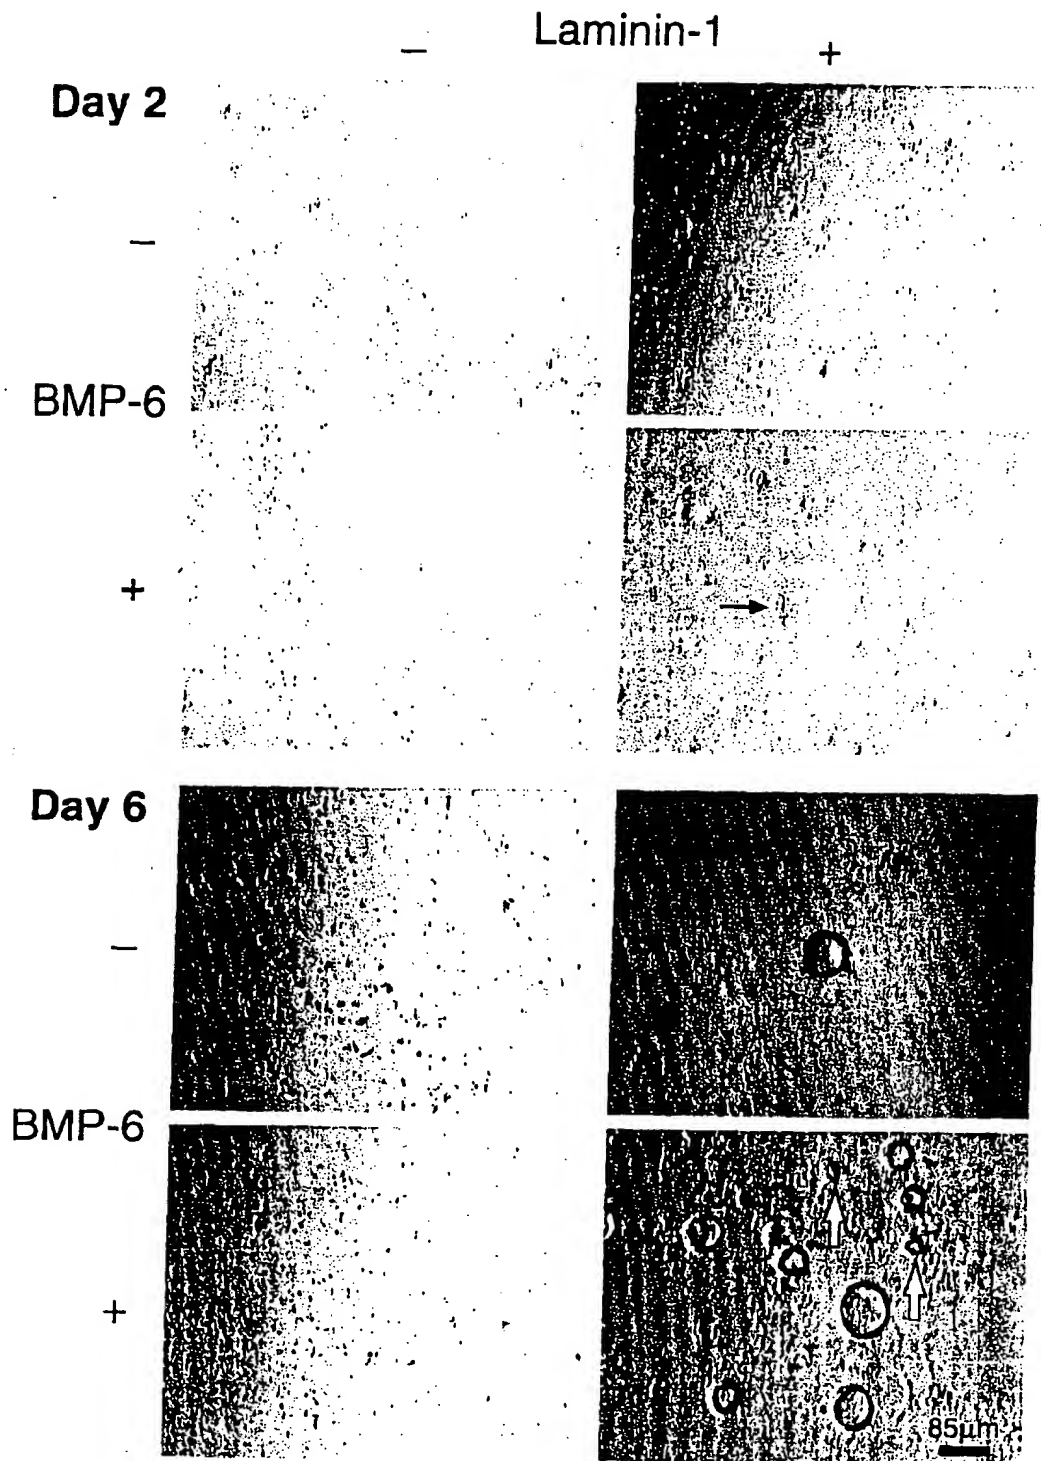 Laminin-1
− +
Day 2
−
BMP-6
+
Day 6
−
BMP-6
+
85µm